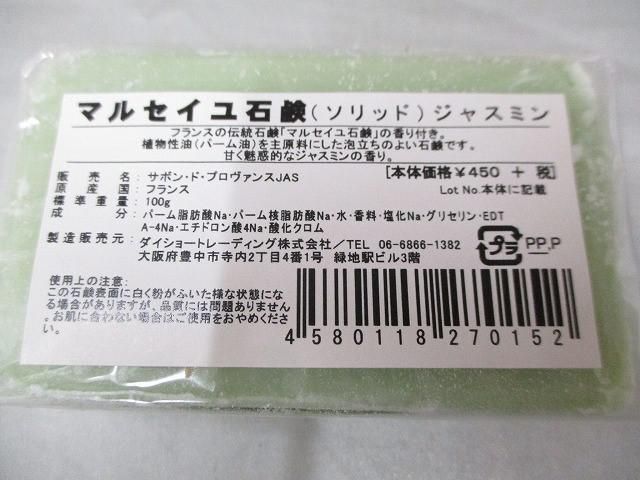 マルセイユ石鹸(ソリッド)ジャスミン
フランスの伝統石鹸「マルセイユ石鹸」の香り付き。
植物性油(パーム油)を主原料にした泡立ちのよい石鹸です。
甘く魅惑的なジャスミンの香り。
販売名:サボン・ド・プロヴァンスJAS
[本体価格¥450 + 税]
原産国:フランス
Lot No.本体に記載
標準重量:100g
成分:パーム脂肪酸Na・パーム核脂肪酸Na・水・香料・塩化Na・グリセリン・EDT
A-4Na・エチドロン酸4Na・酸化クロム
製造販売元:ダイショートレーディング株式会社/TEL 06-6866-1382
大阪府豊中市寺内2丁目4番1号 緑地駅ビル3階
プラ PP,P
使用上の注意:
この石鹸表面に白く粉がふいた様な状態にな
る場合がありますが、品質には問題ありません
。お肌に合わない場合はご使用をおやめくださ
い。
4 580118 270152